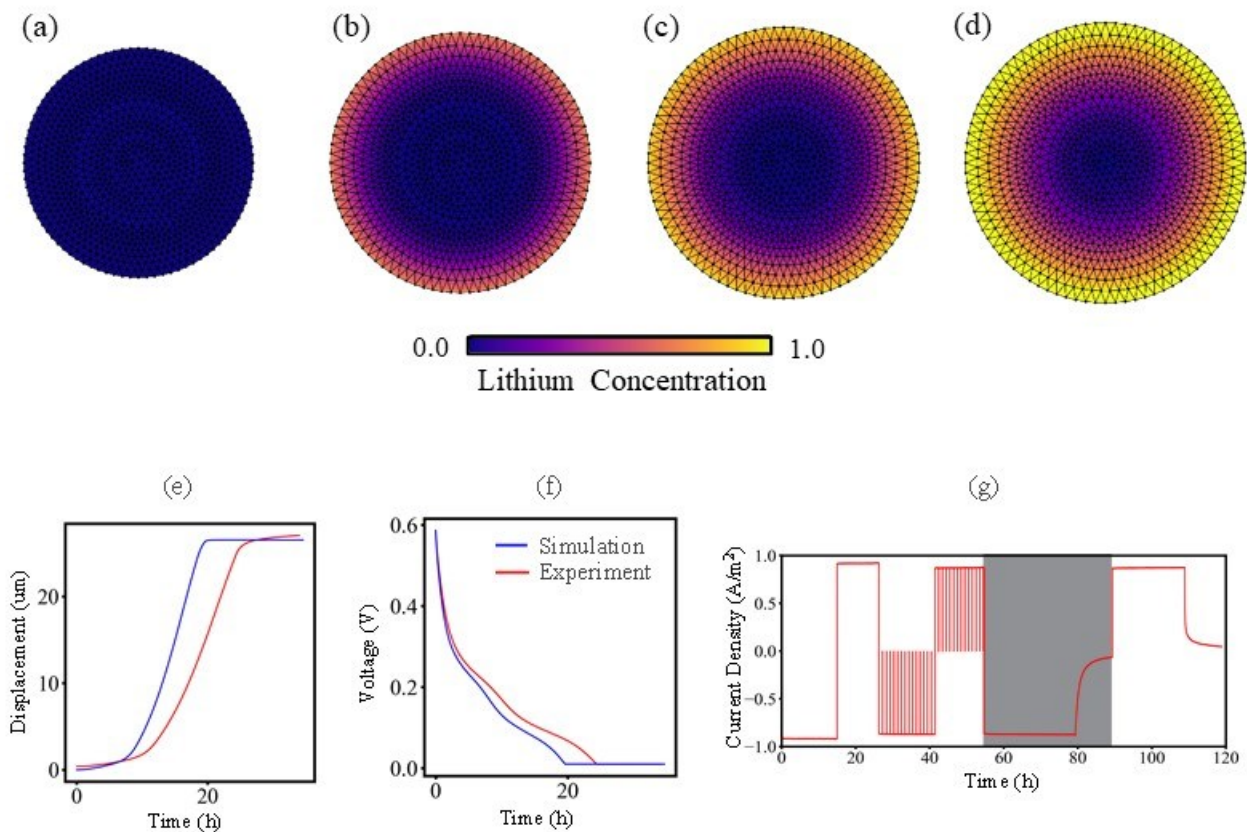 (a) (b) (c) (d)
0.0 1.0
Lithium Concentration
(e) (f) (g)
Displacement (um)
20
10
0
0 20
Time (h)
Voltage (V)
0.6
0.4
0.2
0.0
Simulation
Experiment
0 20
Time (h)
Current Density (A/m²)
1.0
0.5
0.0
−0.5
−1.0
0 20 40 60 80 100 120
Time (h)